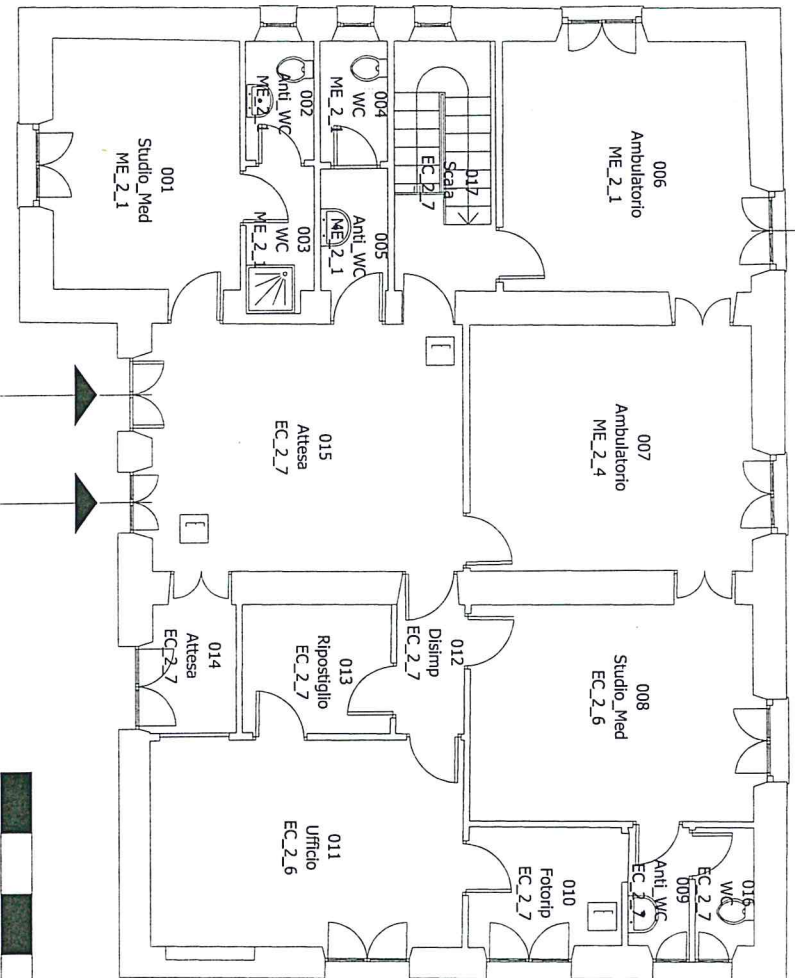 001
Studio_Med
ME_2_1
002
Anti_WC
ME_2_1
003
WC
ME_2_1
004
WC
ME_2_1
005
Anti_WC
ME_2_1
017
Scala
EC_2_7
006
Ambulatorio
ME_2_1
007
Ambulatorio
ME_2_4
015
Attesa
EC_2_7
014
Attesa
EC_2_7
013
Ripostiglio
EC_2_7
012
Disimp
EC_2_7
008
Studio_Med
EC_2_6
011
Ufficio
EC_2_6
010
Fotorip
EC_2_7
009
Anti_WC
EC_2_7
016
WC
EC_2_7